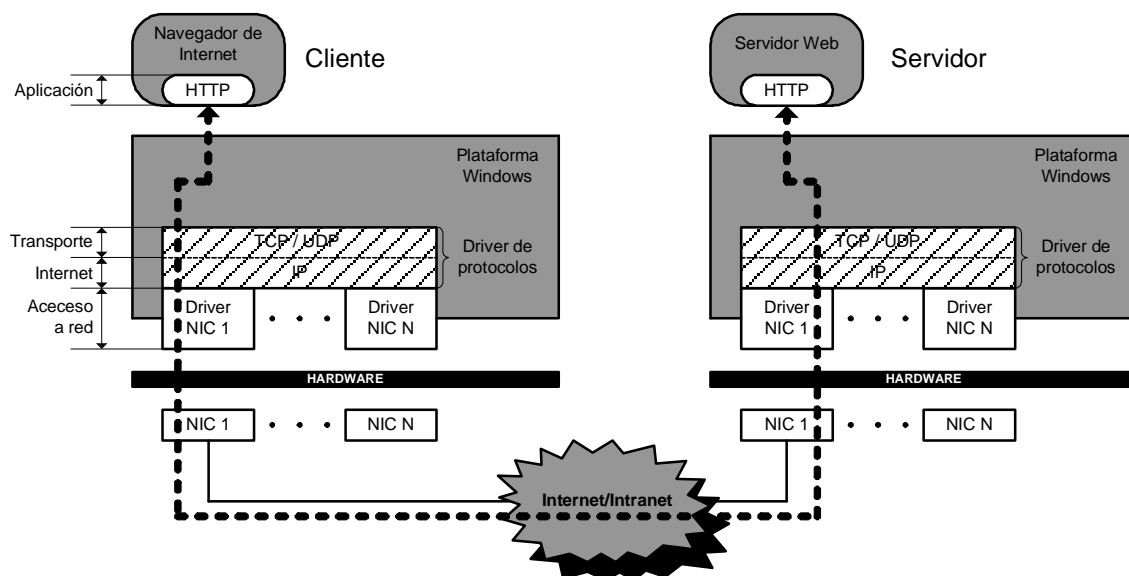 Navegador de
Internet
Cliente
Aplicación
HTTP
Plataforma
Windows
Transporte
TCP / UDP
Internet
IP
Driver de
protocolos
Aceceso
a red
Driver
NIC 1
Driver
NIC N
HARDWARE
NIC 1
NIC N
Servidor Web
Servidor
HTTP
Plataforma
Windows
TCP / UDP
IP
Driver de
protocolos
Driver
NIC 1
Driver
NIC N
HARDWARE
NIC 1
NIC N
Internet/Intranet